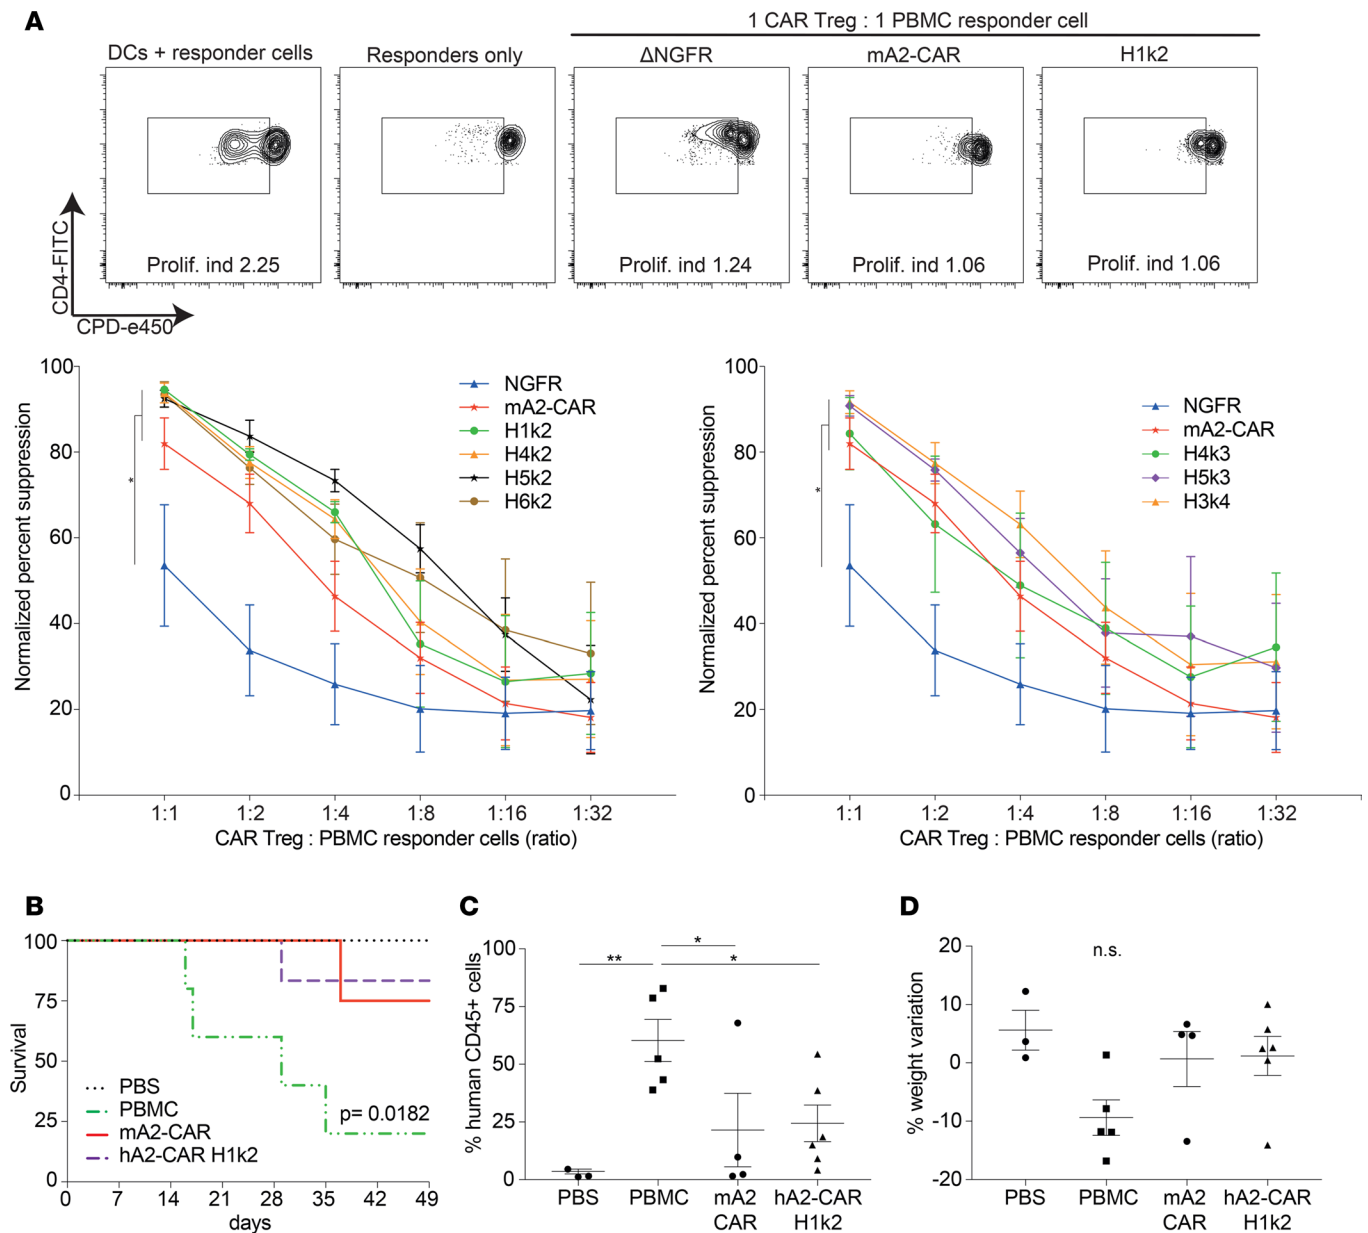 A
1 CAR Treg : 1 PBMC responder cell
DCs + responder cells
Responders only
ΔNGFR
mA2-CAR
H1k2
CD4-FITC
Prolif. ind 2.25
Prolif. ind 1.24
Prolif. ind 1.06
Prolif. ind 1.06
CPD-e450
Normalized percent suppression
100
80
60
40
20
0
*
NGFR
mA2-CAR
H1k2
H4k2
H5k2
H6k2
1:1 1:2 1:4 1:8 1:16 1:32
CAR Treg : PBMC responder cells (ratio)
Normalized percent suppression
100
80
60
40
20
0
*
NGFR
mA2-CAR
H4k3
H5k3
H3k4
1:1 1:2 1:4 1:8 1:16 1:32
CAR Treg : PBMC responder cells (ratio)
B
Survival
100
75
50
25
0
PBS
PBMC
mA2-CAR
hA2-CAR H1k2
p= 0.0182
0 7 14 21 28 35 42 49
days
C
% human CD45+ cells
100
75
50
25
0
**
*
*
PBS PBMC mA2 hA2-CAR
CAR H1k2
D
% weight variation
20
10
0
-10
-20
n.s.
PBS PBMC mA2 hA2-CAR
CAR H1k2